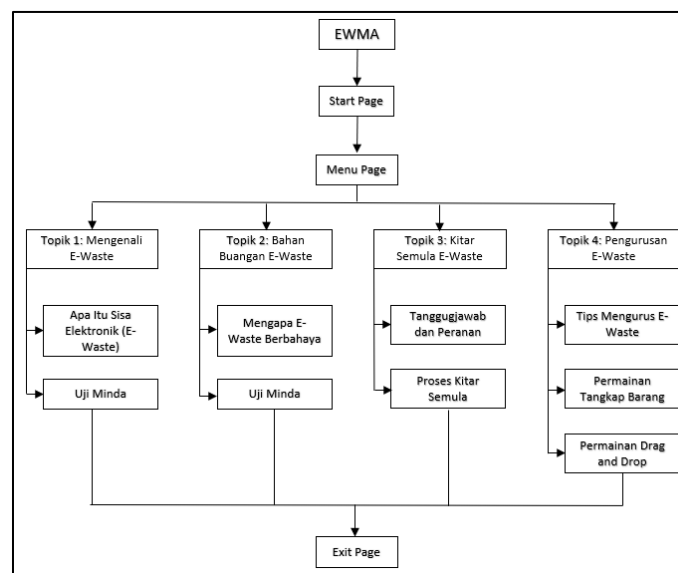 EWMA
Start Page
Menu Page
Topik 1: Mengenali
E-Waste
Topik 2: Bahan
Buangan E-Waste
Topik 3: Kitar
Semula E-Waste
Topik 4: Pengurusan
E-Waste
Apa Itu Sisa
Elektronik (E-
Waste)
Mengapa E-
Waste Berbahaya
Tanggugjawab
dan Peranan
Tips Mengurus E-
Waste
Uji Minda
Uji Minda
Proses Kitar
Semula
Permainan
Tangkap Barang
Permainan Drag
and Drop
Exit Page